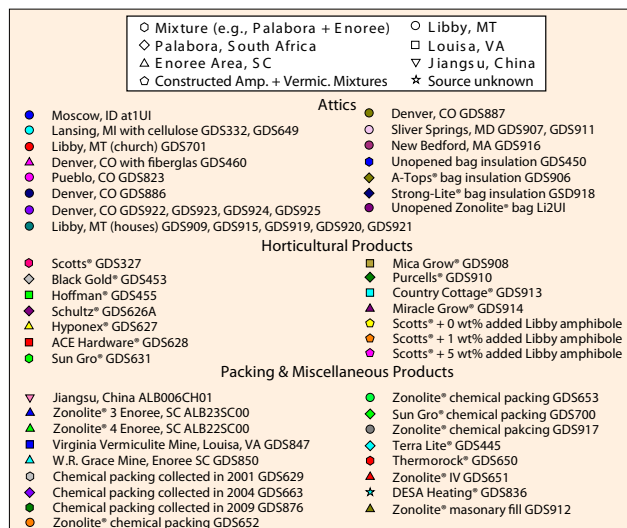 Mixture (e.g., Palabora + Enoree)
Palabora, South Africa
Enoree Area, SC
Constructed Amp. + Vermic. Mixtures
Libby, MT
Louisa, VA
Jiangsu, China
Source unknown
Attics
Moscow, ID at1UI
Lansing, MI with cellulose GDS332, GDS649
Libby, MT (church) GDS701
Denver, CO with fiberglas GDS460
Pueblo, CO GDS823
Denver, CO GDS886
Denver, CO GDS922, GDS923, GDS924, GDS925
Libby, MT (houses) GDS909, GDS915, GDS919, GDS920, GDS921
Denver, CO GDS887
Sliver Springs, MD GDS907, GDS911
New Bedford, MA GDS916
Unopened bag insulation GDS450
A-Tops® bag insulation GDS906
Strong-Lite® bag insulation GSD918
Unopened Zonolite® bag Li2UI
Horticultural Products
Scotts® GDS327
Black Gold® GDS453
Hoffman® GDS455
Schultz® GDS626A
Hyponex® GDS627
ACE Hardware® GDS628
Sun Gro® GDS631
Mica Grow® GDS908
Purcells® GDS910
Country Cottage® GDS913
Miracle Grow® GDS914
Scotts® + 0 wt% added Libby amphibole
Scotts® + 1 wt% added Libby amphibole
Scotts® + 5 wt% added Libby amphibole
Packing & Miscellaneous Products
Jiangsu, China ALB006CH01
Zonolite® 3 Enoree, SC ALB23SC00
Zonolite® 4 Enoree, SC ALB22SC00
Virginia Vermiculite Mine, Louisa, VA GDS847
W.R. Grace Mine, Enoree SC GDS850
Chemical packing collected in 2001 GDS629
Chemical packing collected in 2004 GDS663
Chemical packing collected in 2009 GDS876
Zonolite® chemical packing GDS652
Zonolite® chemical packing GDS653
Sun Gro® chemical packing GDS700
Zonolite® chemical pakcing GDS917
Terra Lite® GDS445
Thermorock® GDS650
Zonolite® IV GDS651
DESA Heating® GDS836
Zonolite® masonary fill GDS912